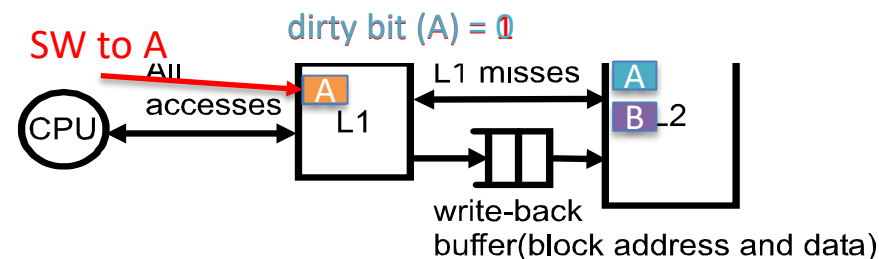 dirty bit (A) = 1
SW to A
All
accesses
L1 misses
A
A
B
CPU
L1
L2
write-back
buffer(block address and data)